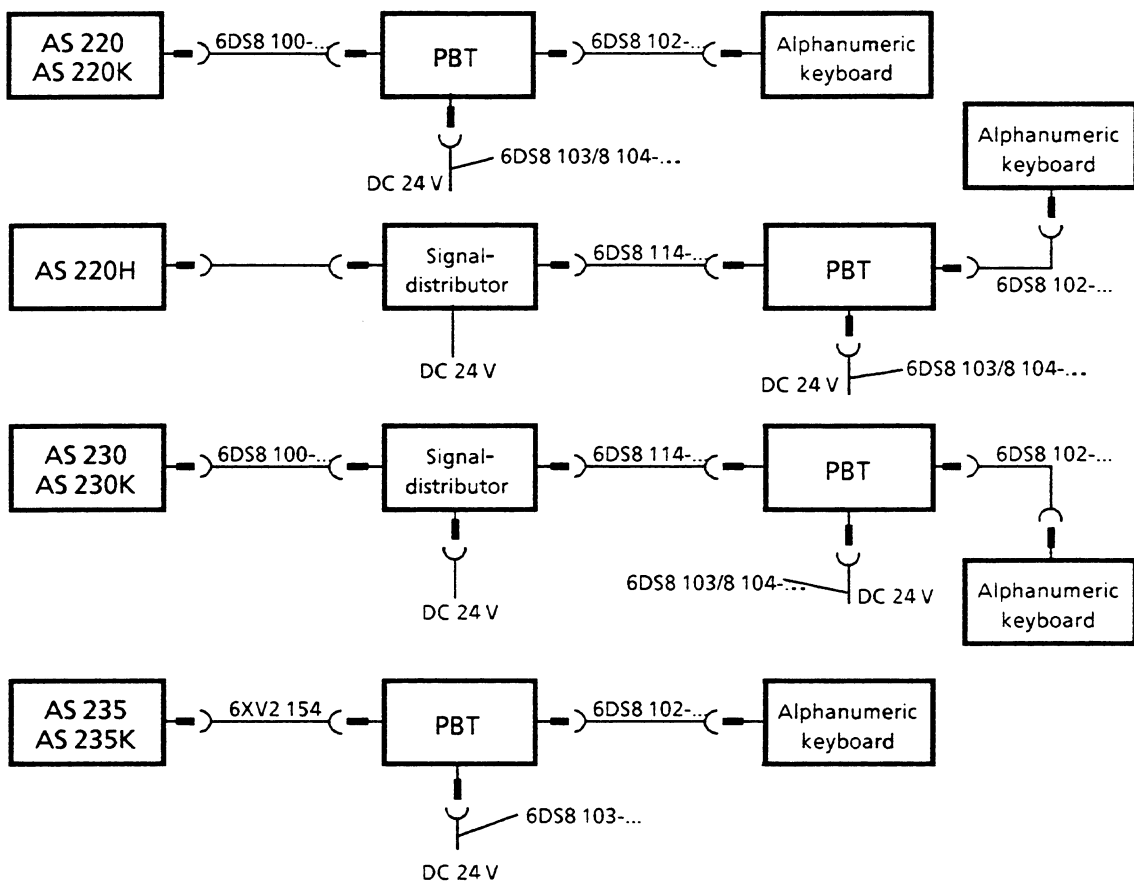 AS 220
AS 220K
6DS8 100-...
PBT
6DS8 102-...
Alphanumeric
keyboard
6DS8 103/8 104-...
DC 24 V
Alphanumeric
keyboard
AS 220H
Signal-
distributor
6DS8 114-...
PBT
6DS8 102-...
DC 24 V
6DS8 103/8 104-...
DC 24 V
AS 230
AS 230K
6DS8 100-...
Signal-
distributor
6DS8 114-...
PBT
6DS8 102-...
DC 24 V
6DS8 103/8 104-...
DC 24 V
Alphanumeric
keyboard
AS 235
AS 235K
6XV2 154
PBT
6DS8 102-...
Alphanumeric
keyboard
6DS8 103-...
DC 24 V